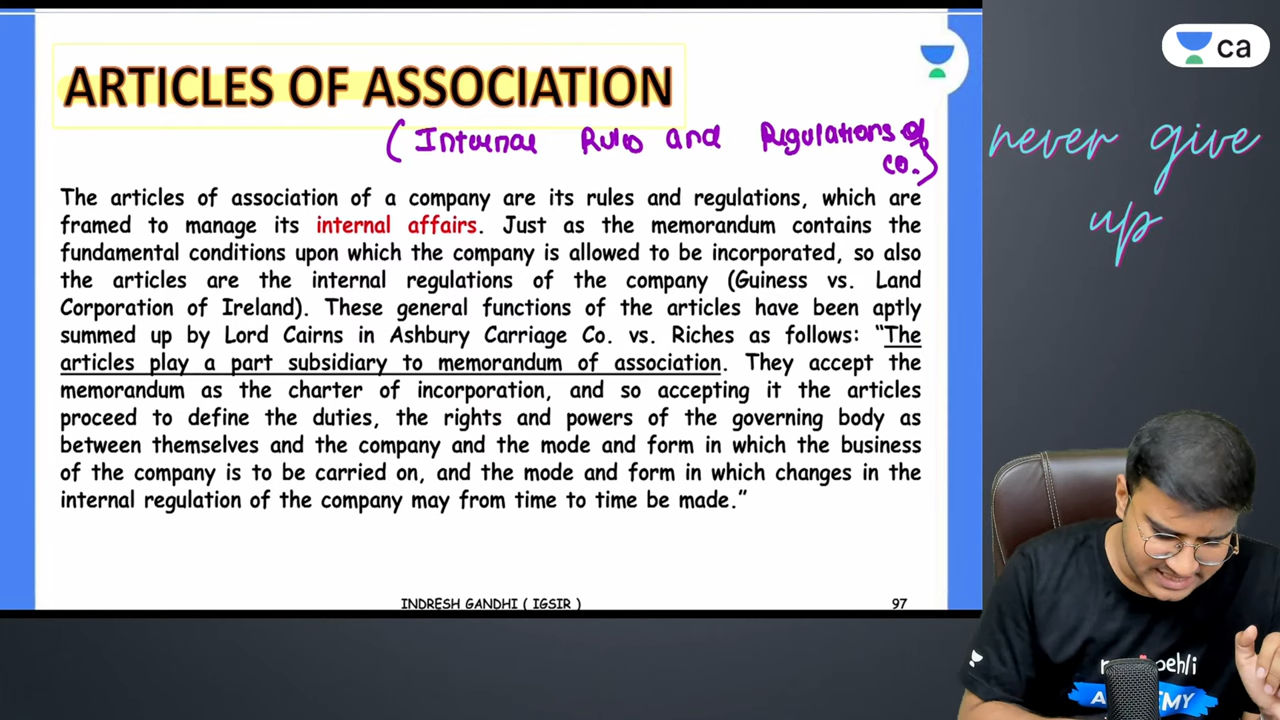 ARTICLES OF ASSOCIATION
(Internal Rules and Regulations of
co.)
The articles of association of a company are its rules and regulations, which are
framed to manage its internal affairs. Just as the memorandum contains the
fundamental conditions upon which the company is allowed to be incorporated, so also
the articles are the internal regulations of the company (Guiness vs. Land
Corporation of Ireland). These general functions of the articles have been aptly
summed up by Lord Cairns in Ashbury Carriage Co. vs. Riches as follows: “The
articles play a part subsidiary to memorandum of association. They accept the
memorandum as the charter of incorporation, and so accepting it the articles
proceed to define the duties, the rights and powers of the governing body as
between themselves and the company and the mode and form in which the business
of the company is to be carried on, and the mode and form in which changes in the
internal regulation of the company may from time to time be made.”
INDRESH GANDHI ( IGSIR )
97
ca
never give
up